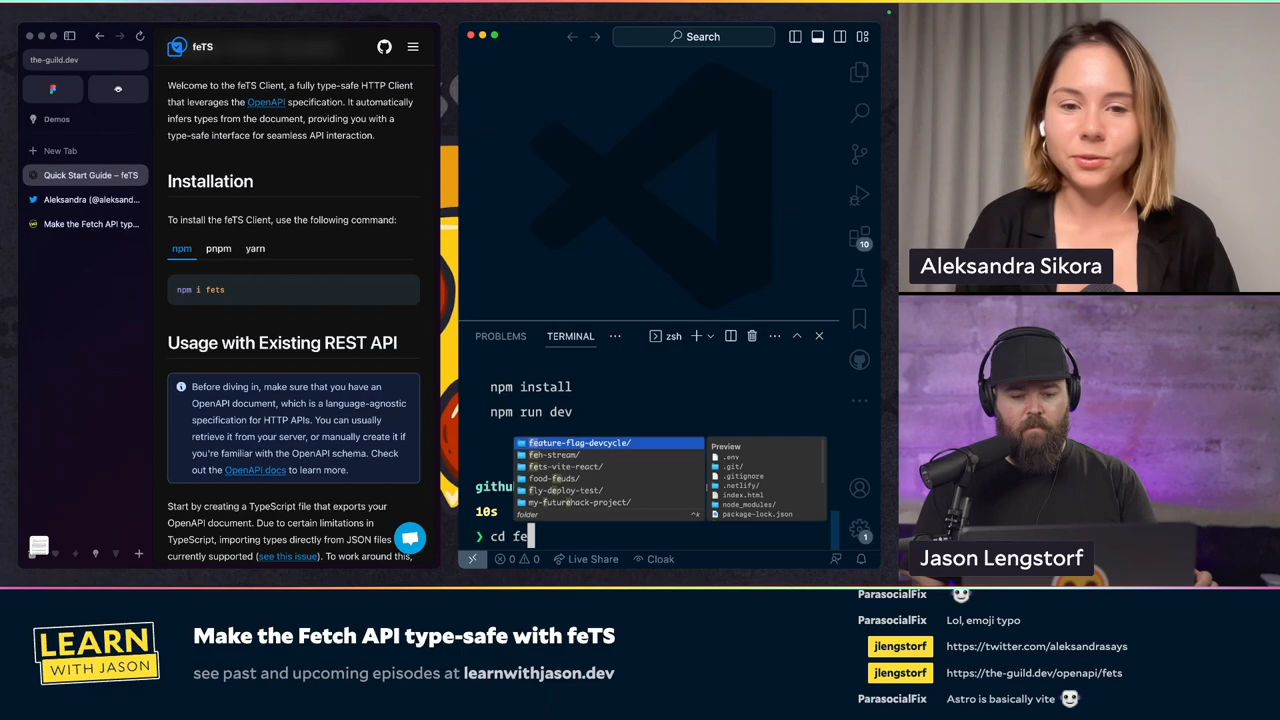 the-guild.dev
Demos
New Tab
Quick Start Guide – feTS
Aleksandra (@aleksand...
Make the Fetch API typ...
feTS
Welcome to the feTS Client, a fully type-safe HTTP Client
that leverages the OpenAPI specification. It automatically
infers types from the document, providing you with a
type-safe interface for seamless API interaction.
Installation
To install the feTS Client, use the following command:
npm pnpm yarn
npm i fets
Usage with Existing REST API
Before diving in, make sure that you have an
OpenAPI document, which is a language-agnostic
specification for HTTP APIs. You can usually
retrieve it from your server, or manually create it if
you're familiar with the OpenAPI schema. Check
out the OpenAPI docs to learn more.
Start by creating a TypeScript file that exports your
OpenAPI document. Due to certain limitations in
TypeScript, importing types directly from JSON files
currently supported (see this issue). To work around this,
Search
10
PROBLEMS TERMINAL ... zsh
npm install
npm run dev
feature-flag-devcycle/
feh-stream/
fets-vite-react/
food-feuds/
fly-deploy-test/
my-futurehack-project/
folder
Preview
.env
.git/
.gitignore
.netlify/
index.html
node_modules/
package-lock.json
githu
10s
❯ cd fe
1
0 0 Live Share Cloak
Aleksandra Sikora
Jason Lengstorf
LEARN
WITH JASON
Make the Fetch API type-safe with feTS
see past and upcoming episodes at learnwithjason.dev
ParasocialFix
ParasocialFix Lol, emoji typo
jlengstorf https://twitter.com/aleksandrasays
jlengstorf https://the-guild.dev/openapi/fets
ParasocialFix Astro is basically vite